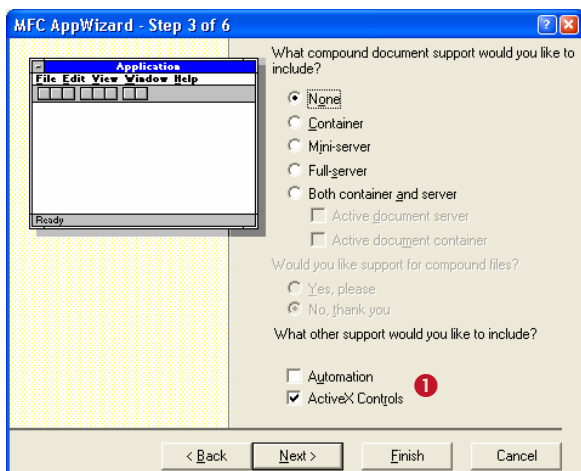 MFC AppWizard - Step 3 of 6
Application
File Edit View Window Help
Ready
What compound document support would you like to
include?
None
Container
Mini-server
Full-server
Both container and server
Active document server
Active document container
Would you like support for compound files?
Yes, please
No, thank you
What other support would you like to include?
Automation
1
ActiveX Controls
< Back
Next >
Finish
Cancel